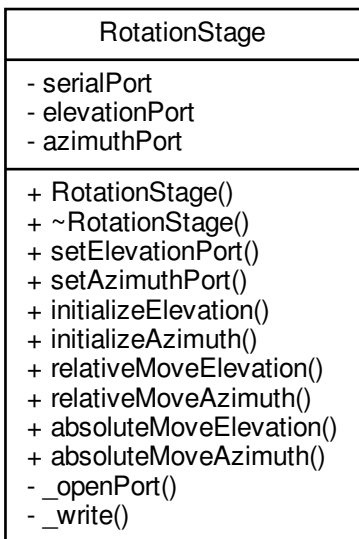 RotationStage
- serialPort
- elevationPort
- azimuthPort
+ RotationStage()
+ ~RotationStage()
+ setElevationPort()
+ setAzimuthPort()
+ initializeElevation()
+ initializeAzimuth()
+ relativeMoveElevation()
+ relativeMoveAzimuth()
+ absoluteMoveElevation()
+ absoluteMoveAzimuth()
- _openPort()
- _write()